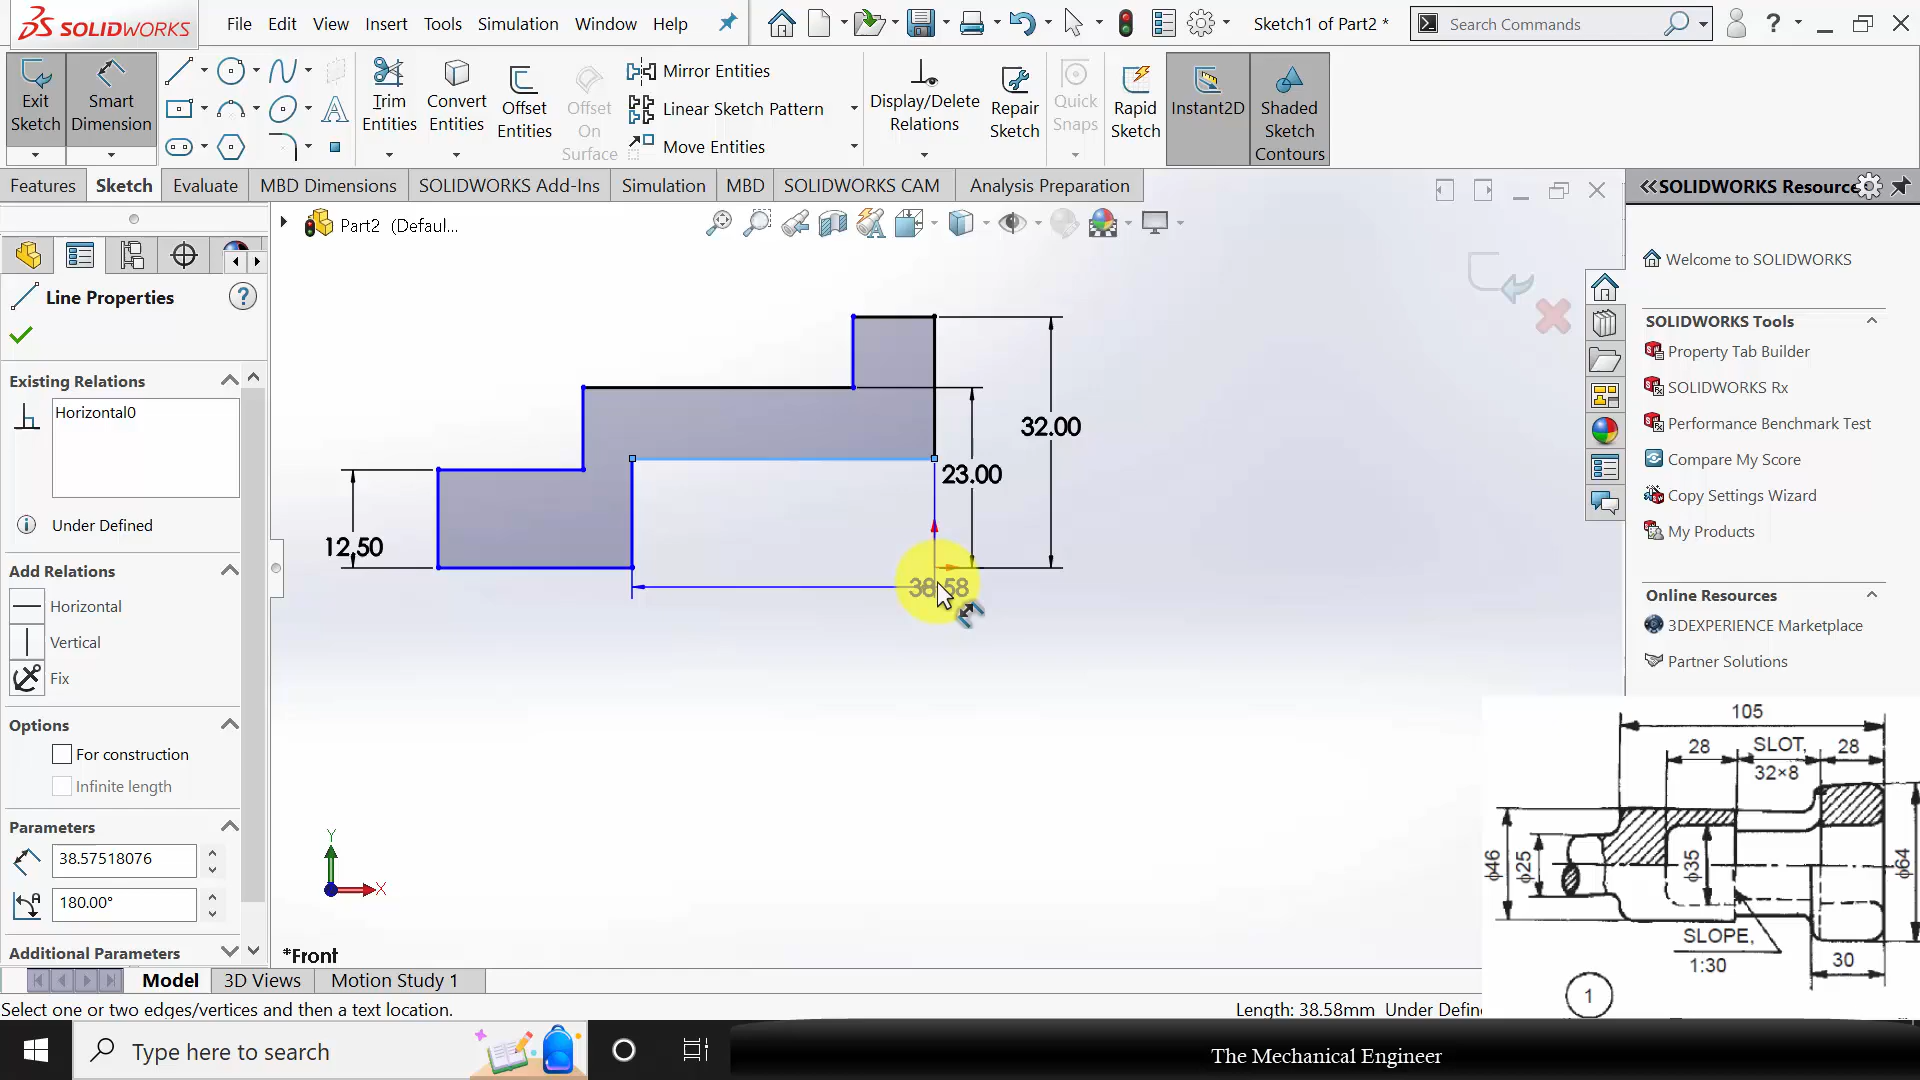 SOLIDWORKS
File Edit View Insert Tools Simulation Window Help
Sketch1 of Part2 *
Search Commands
Exit Sketch
Smart Dimension
Trim Entities
Convert Entities
Offset Entities
Offset On Surface
Mirror Entities
Linear Sketch Pattern
Move Entities
Display/Delete Relations
Repair Sketch
Quick Snaps
Rapid Sketch
Instant2D
Shaded Sketch Contours
Features Sketch Evaluate MBD Dimensions SOLIDWORKS Add-Ins Simulation MBD SOLIDWORKS CAM Analysis Preparation
Part2 (Defaul...
Line Properties
Existing Relations
Horizontal0
Under Defined
Add Relations
Horizontal
Vertical
Fix
Options
For construction
Infinite length
Parameters
38.57518076
180.00°
Additional Parameters
32.00
23.00
12.50
38.58
Y
X
*Front
SOLIDWORKS Resource
Welcome to SOLIDWORKS
SOLIDWORKS Tools
Property Tab Builder
SOLIDWORKS Rx
Performance Benchmark Test
Compare My Score
Copy Settings Wizard
My Products
Online Resources
3DEXPERIENCE Marketplace
Partner Solutions
105
28 SLOT, 28
32×8
ϕ46
ϕ25
ϕ35
ϕ64
SLOPE,
1:30
30
1
Model 3D Views Motion Study 1
Select one or two edges/vertices and then a text location.
Length: 38.58mm Under Define
Type here to search
The Mechanical Engineer